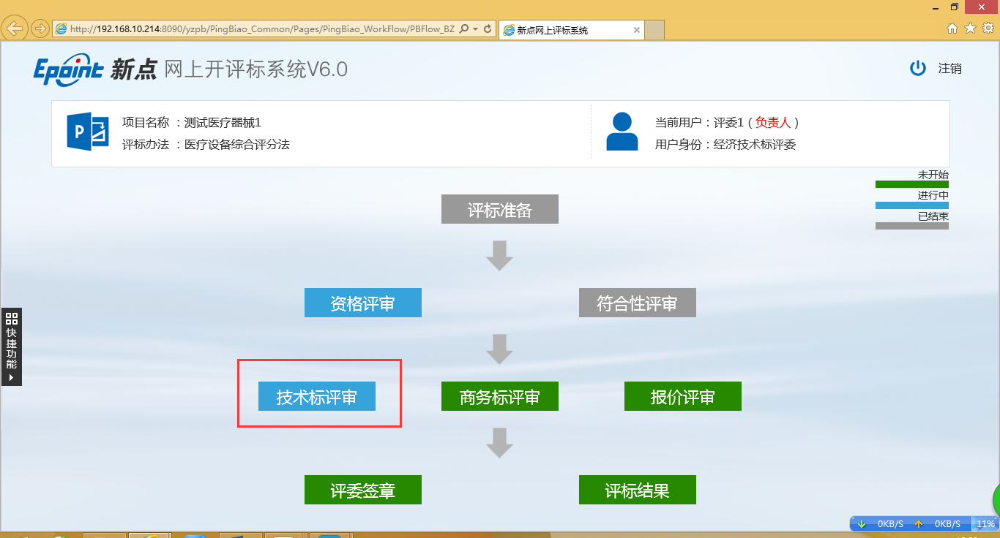 http://192.168.10.214:8090/yzpb/PingBiao_Common/Pages/PingBiao_WorkFlow/PBFlow_BZ
新点网上评标系统
Epoint 新点 网上开评标系统V6.0
注销
项目名称 ：测试医疗器械1
评标办法 ：医疗设备综合评分法
当前用户：评委1 ( 负责人 )
用户身份：经济技术标评委
未开始
进行中
已结束
评标准备
资格评审
符合性评审
快捷功能
技术标评审
商务标评审
报价评审
评委签章
评标结果
0KB/S 0KB/S 11%